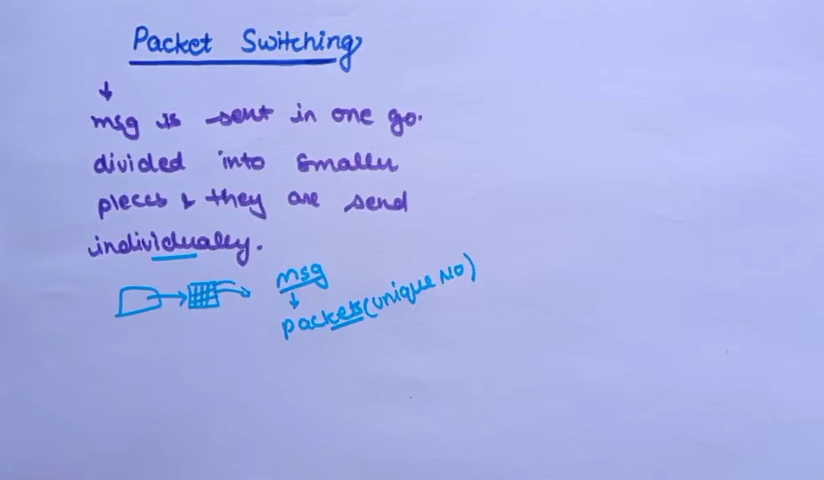 Packet Switching
msg is sent in one go.
divided into smaller
pieces & they are send
individually.
msg
packets (unique NO)